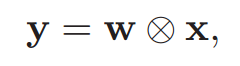 y = w ⊗ x,